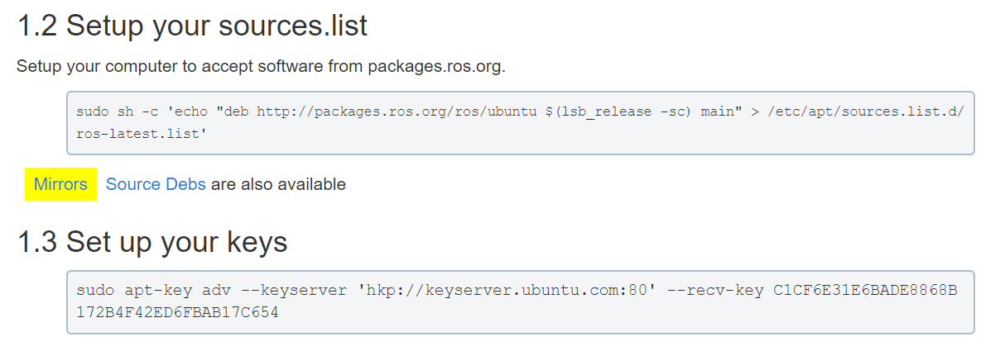 1.2 Setup your sources.list
Setup your computer to accept software from packages.ros.org.
sudo sh -c 'echo "deb http://packages.ros.org/ros/ubuntu $(lsb_release -sc) main" > /etc/apt/sources.list.d/
ros-latest.list'
Mirrors Source Debs are also available
1.3 Set up your keys
sudo apt-key adv --keyserver 'hkp://keyserver.ubuntu.com:80' --recv-key C1CF6E31E6BADE8868B
172B4F42ED6FBAB17C654